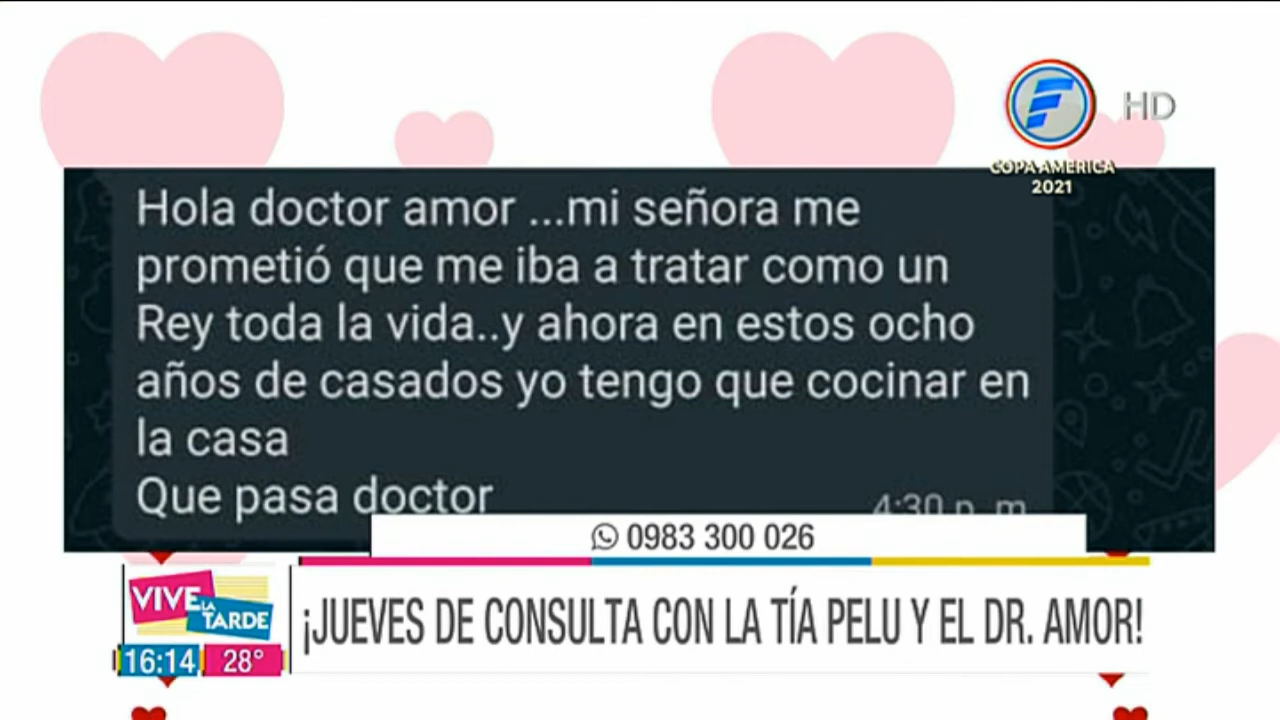 HD
COPA AMERICA
2021
Hola doctor amor ...mi señora me
prometió que me iba a tratar como un
Rey toda la vida..y ahora en estos ocho
años de casados yo tengo que cocinar en
la casa
Que pasa doctor
4:30 p. m.
0983 300 026
VIVE LA TARDE
¡JUEVES DE CONSULTA CON LA TÍA PELU Y EL DR. AMOR!
16:14 28°